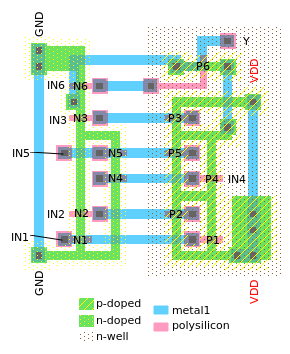 GND
Y
P6
VDD
IN6 N6
IN3 N3 P3
IN5 N5 P5
N4 P4 IN4
IN2 N2 P2
IN1 N1 P1
GND
VDD
p-doped
n-doped
n-well
metal1
polysilicon